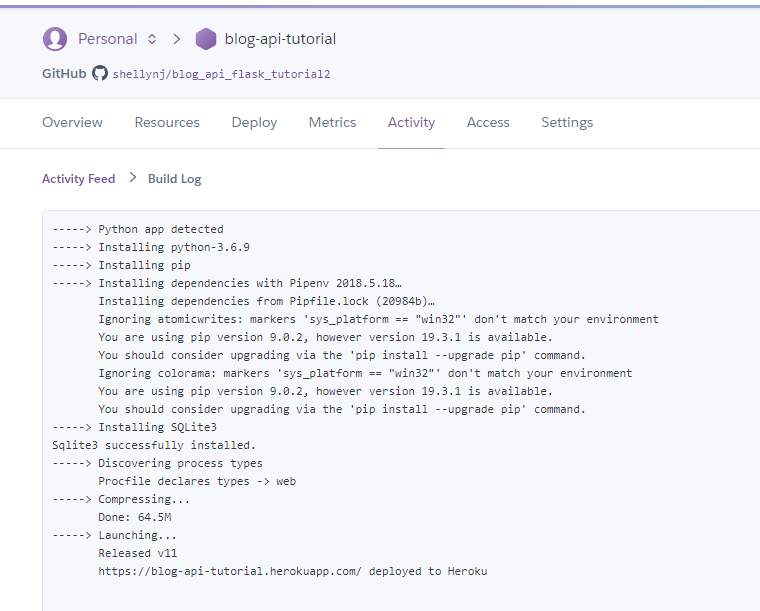 Personal > blog-api-tutorial
GitHub shellynj/blog_api_flask_tutorial2
Overview Resources Deploy Metrics Activity Access Settings
Activity Feed > Build Log
-----> Python app detected
-----> Installing python-3.6.9
-----> Installing pip
-----> Installing dependencies with Pipenv 2018.5.18…
Installing dependencies from Pipfile.lock (20984b)…
Ignoring atomicwrites: markers 'sys_platform == "win32"' don't match your environment
You are using pip version 9.0.2, however version 19.3.1 is available.
You should consider upgrading via the 'pip install --upgrade pip' command.
Ignoring colorama: markers 'sys_platform == "win32"' don't match your environment
You are using pip version 9.0.2, however version 19.3.1 is available.
You should consider upgrading via the 'pip install --upgrade pip' command.
-----> Installing SQLite3
Sqlite3 successfully installed.
-----> Discovering process types
Procfile declares types -> web
-----> Compressing...
Done: 64.5M
-----> Launching...
Released v11
https://blog-api-tutorial.herokuapp.com/ deployed to Heroku